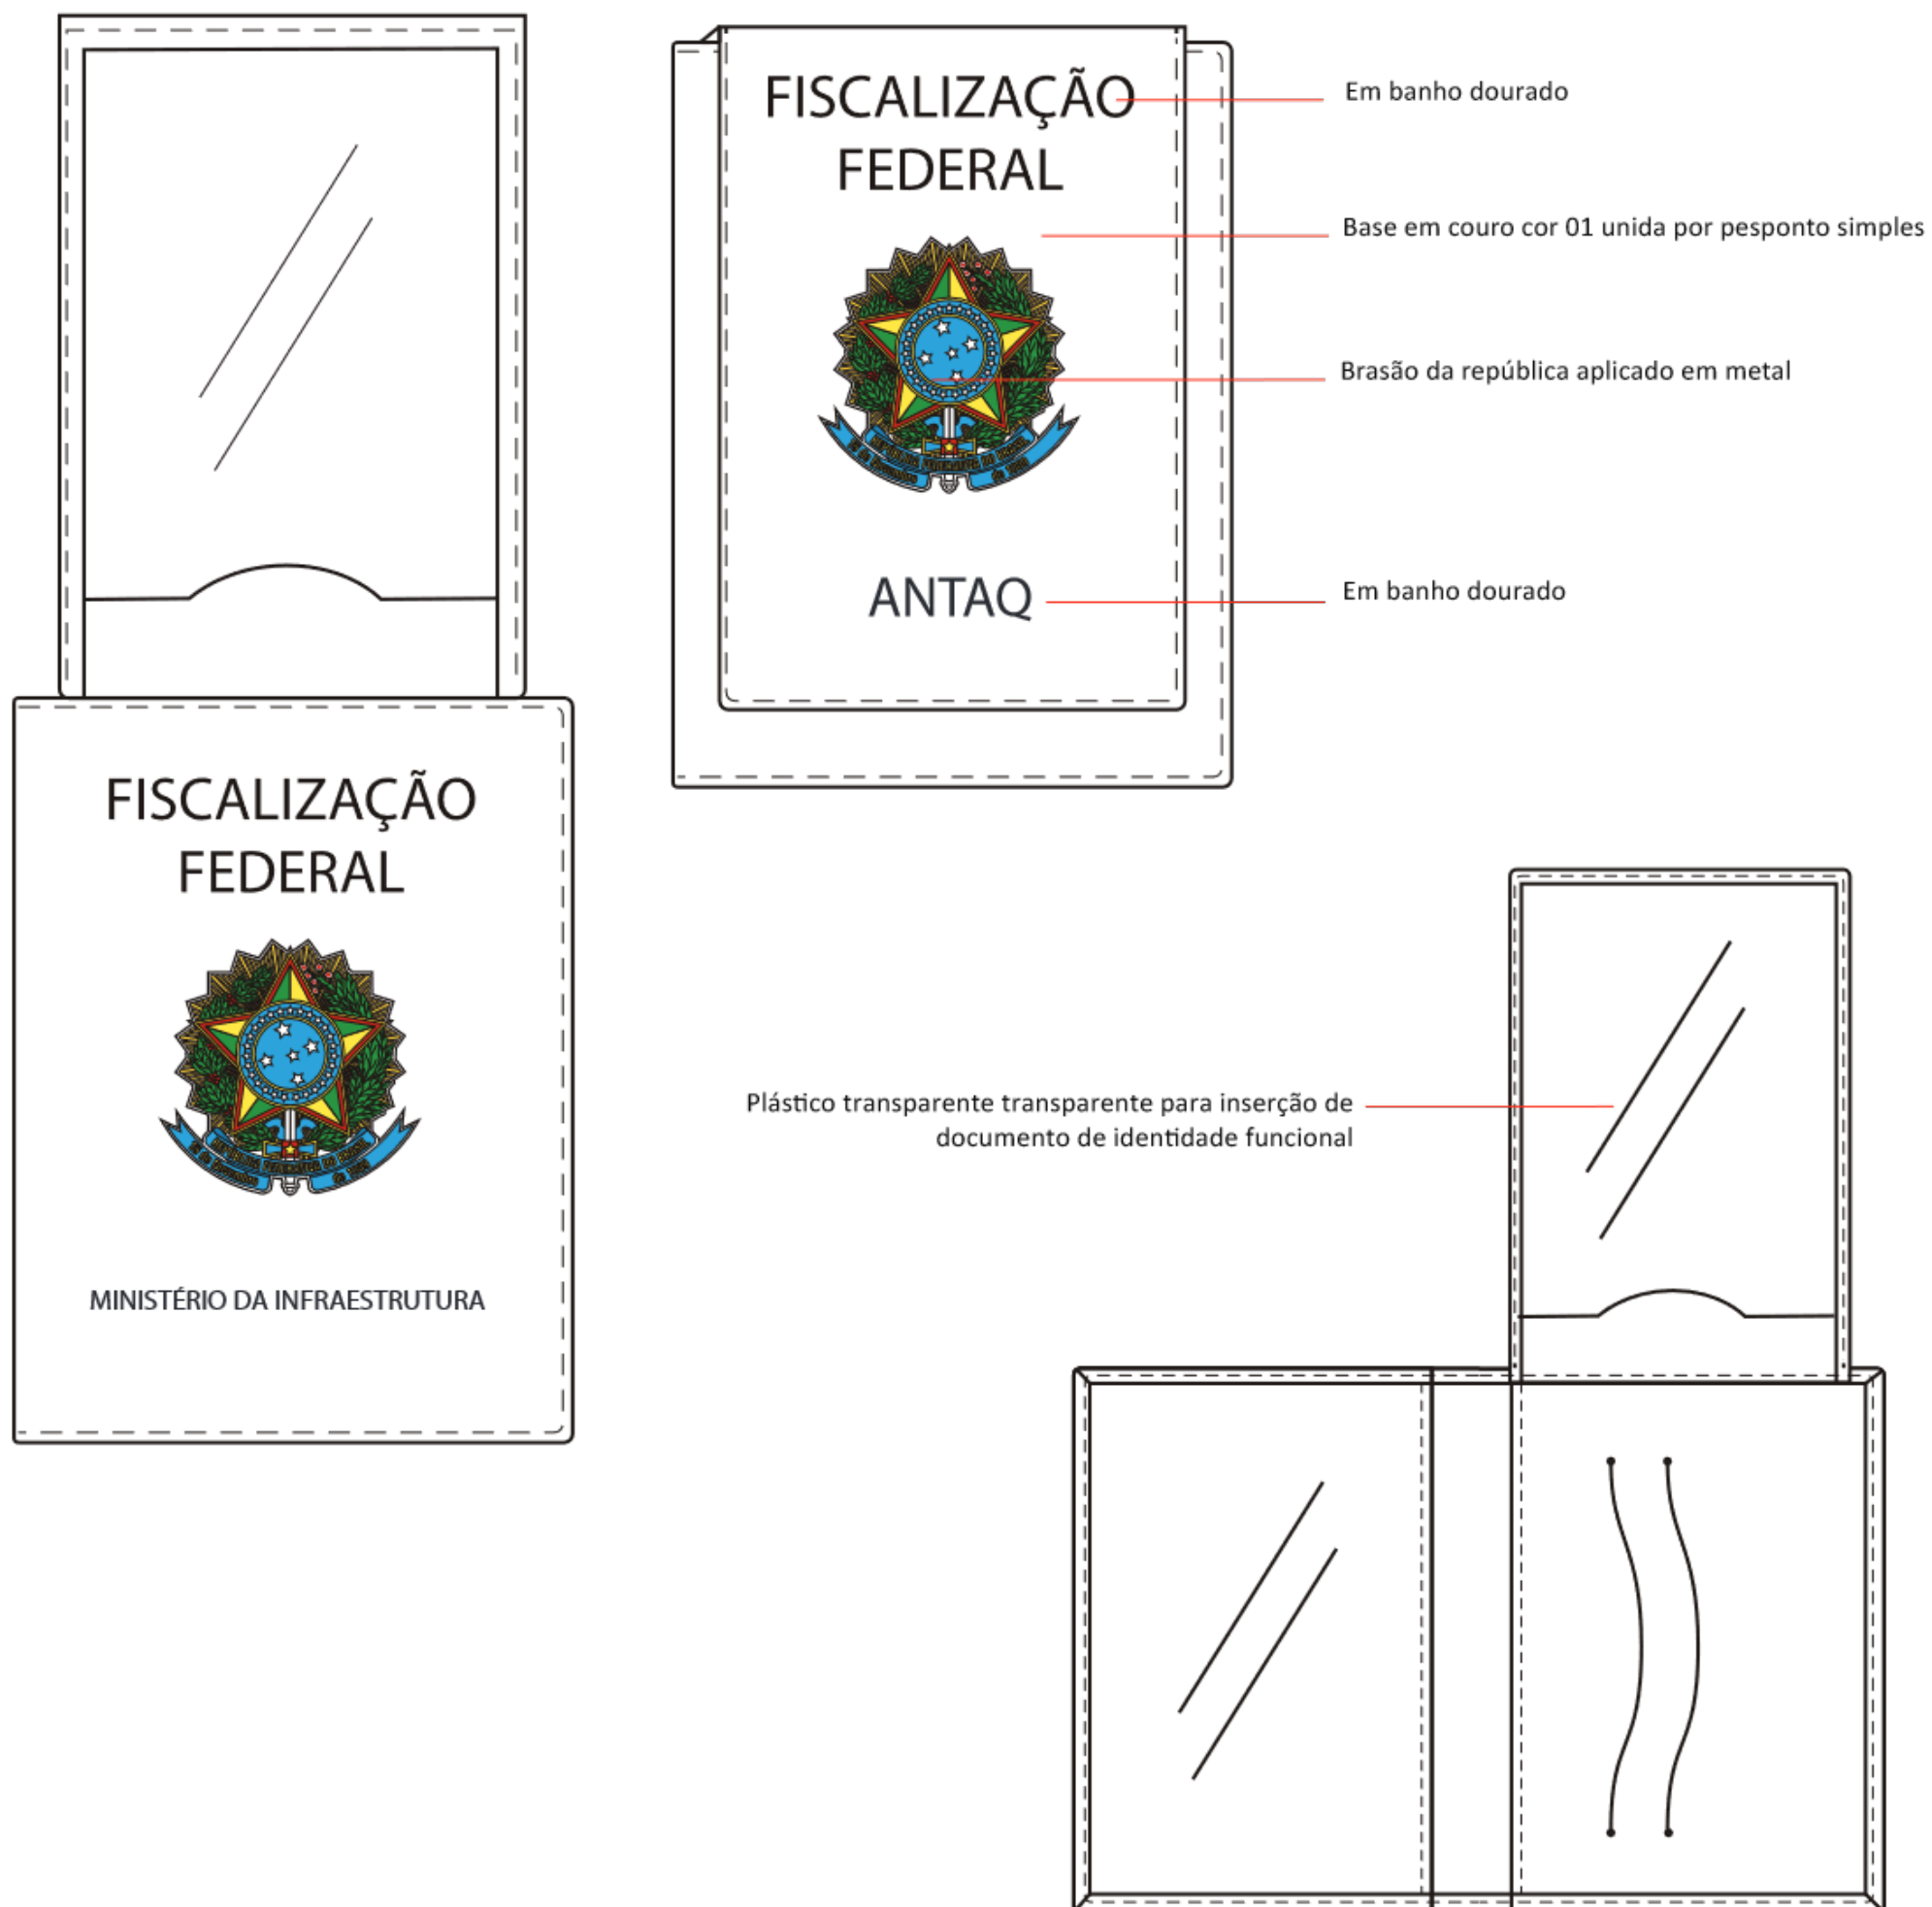 FISCALIZAÇÃO
FEDERAL
Em banho dourado
Base em couro cor 01 unida por pesponto simples
Brasão da república aplicado em metal
ANTAQ
Em banho dourado
FISCALIZAÇÃO
FEDERAL
MINISTÉRIO DA INFRAESTRUTURA
Plástico transparente transparente para inserção de
documento de identidade funcional